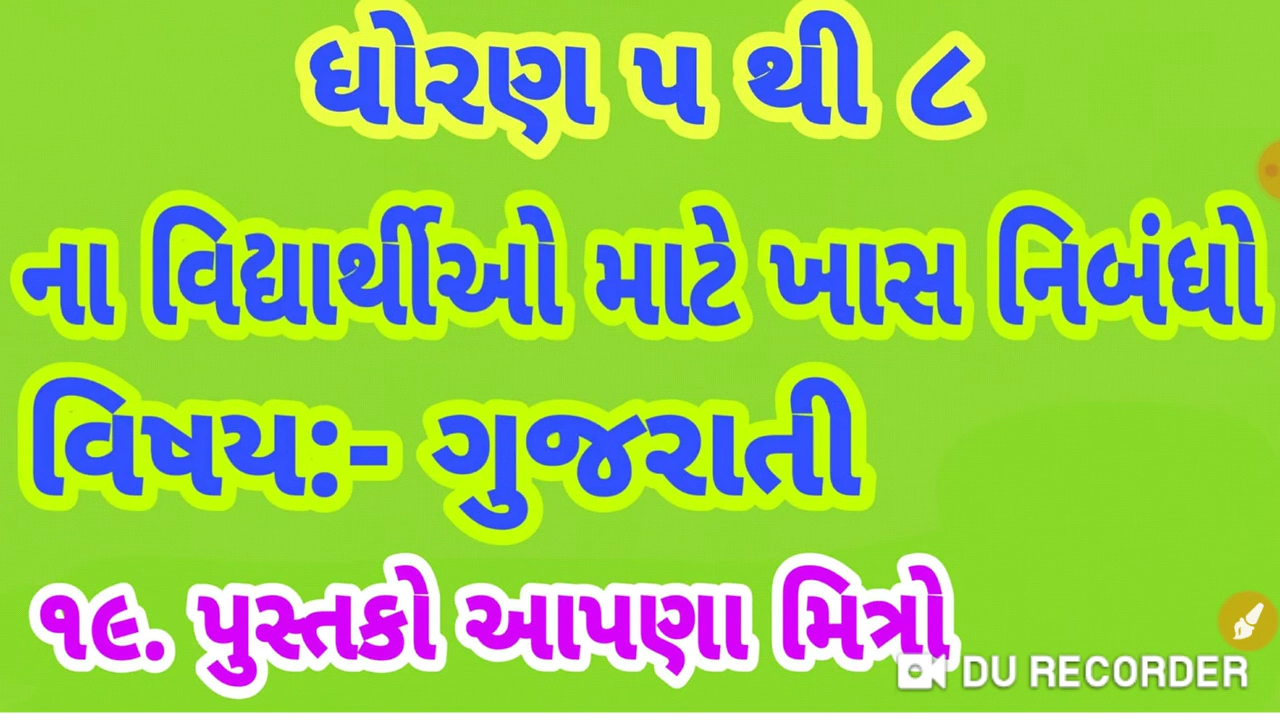 ધોરણ ૫ થી ૮
ના વિદ્યાર્થીઓ માટે ખાસ નિબંધો
વિષય:- ગુજરાતી
૧૯. પુસ્તકો આપણા મિત્રો
DU RECORDER